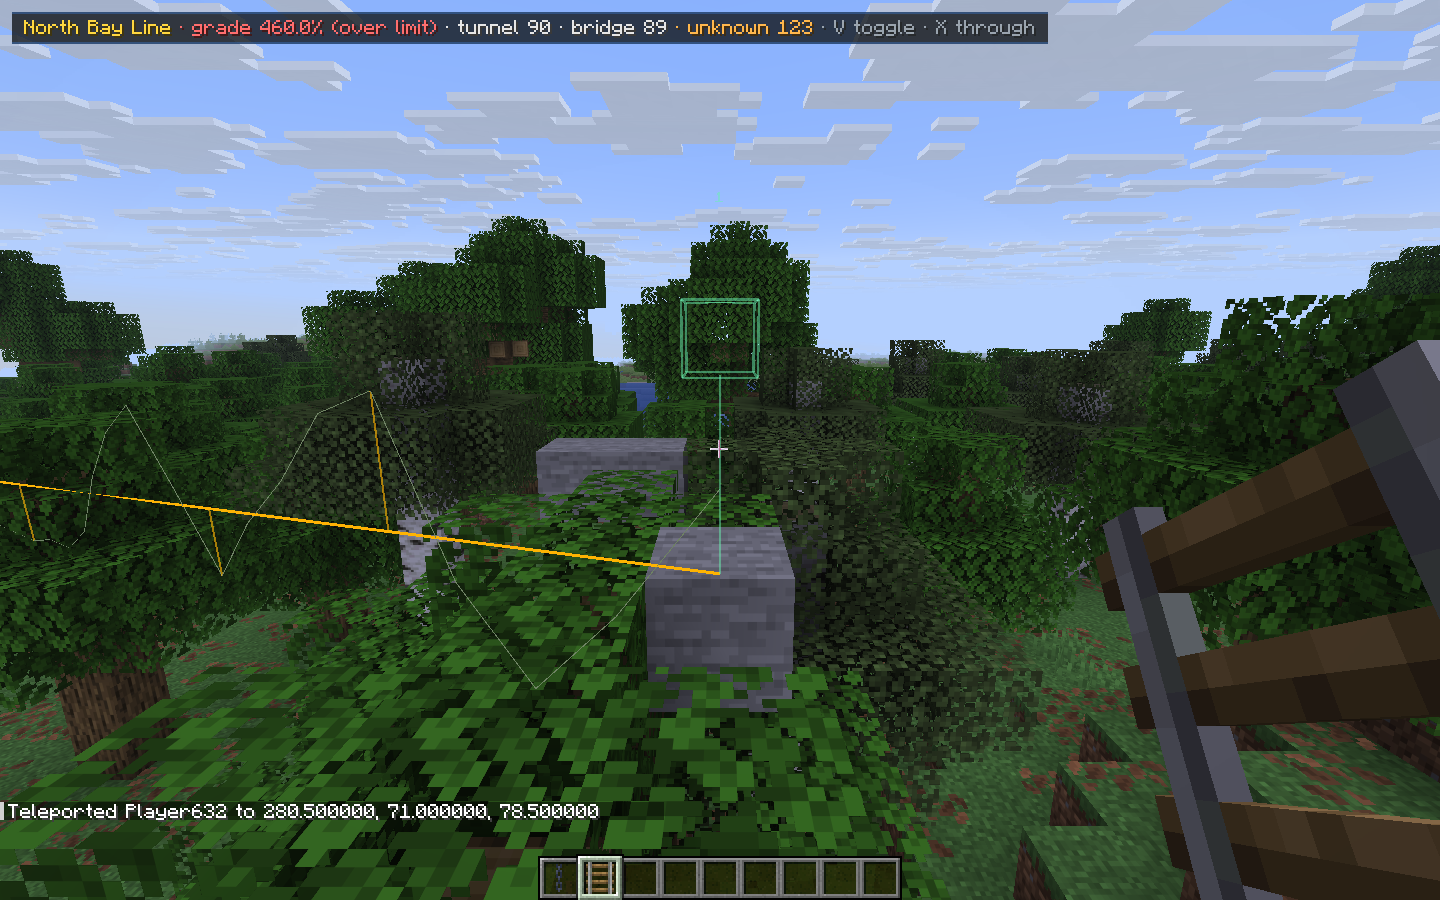 North Bay Line · grade 460.0% (over limit) · tunnel 90 · bridge 89 · unknown 123 · V toggle · X through
Teleported Player632 to 280.500000, 71.000000, 78.500000